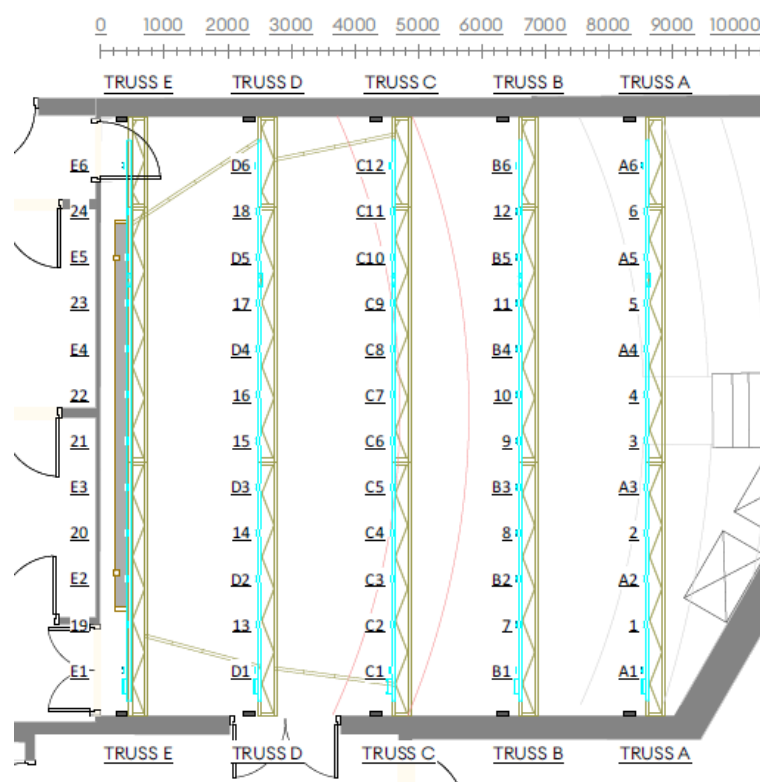 0 1000 2000 3000 4000 5000 6000 7000 8000 9000 10000
TRUSS E TRUSS D TRUSS C TRUSS B TRUSS A
E6 D6 C12 B6 A6
24 18 C11 12 6
E5 D5 C10 B5 A5
23 17 C9 11 5
E4 D4 C8 B4 A4
22 16 C7 10 4
21 15 C6 9 3
E3 D3 C5 B3 A3
20 14 C4 8 2
E2 D2 C3 B2 A2
19 13 C2 7 1
E1 D1 C1 B1 A1
TRUSS E TRUSS D TRUSS C TRUSS B TRUSS A